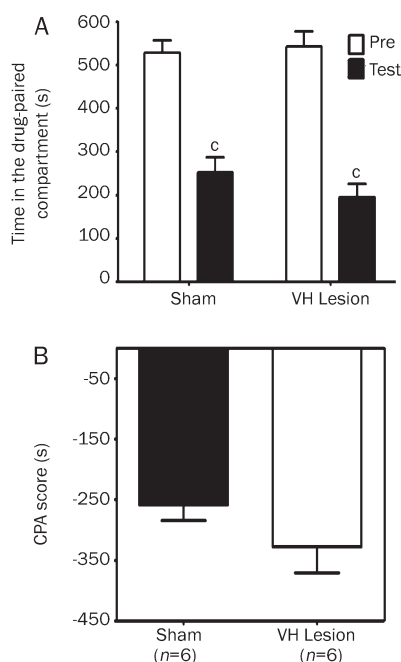 A
Time in the drug-paired
compartment (s)
600
500
400
300
200
100
0
Pre
Test
c
c
Sham
VH Lesion
B
CPA score (s)
-50
-150
-250
-350
-450
Sham
(n=6)
VH Lesion
(n=6)